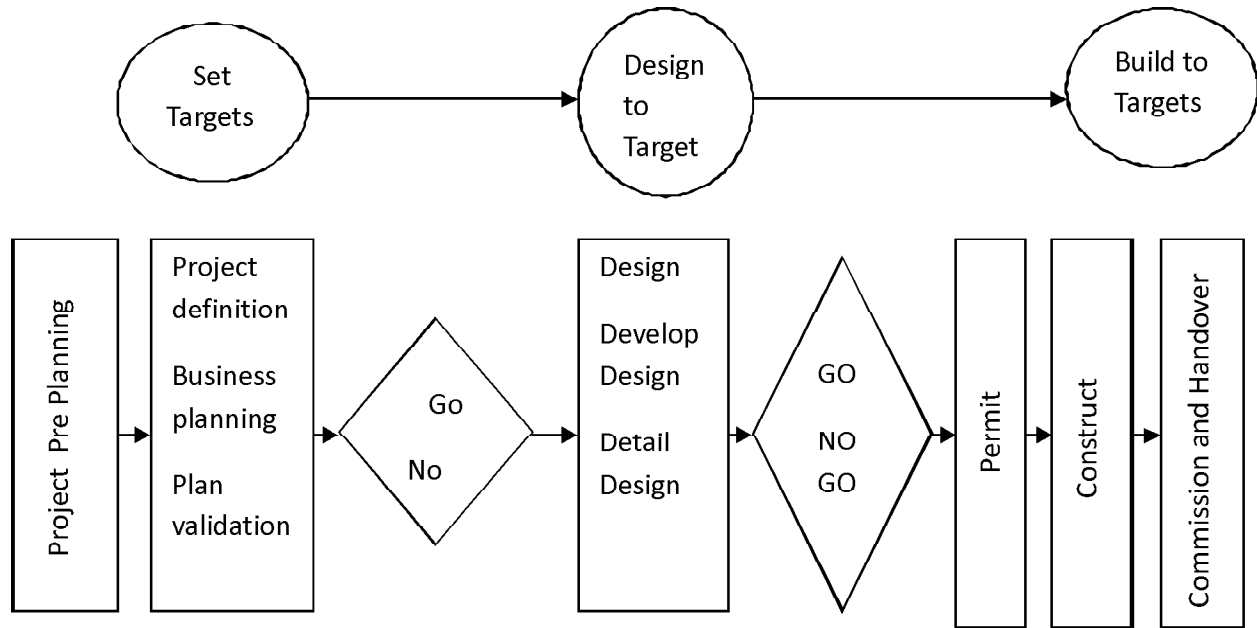 Set
Targets
Design
to
Target
Build to
Targets
Project Pre Planning
Project
definition
Business
planning
Plan
validation
Go
No
Design
Develop
Design
Detail
Design
GO
NO
GO
Permit
Construct
Commission and Handover